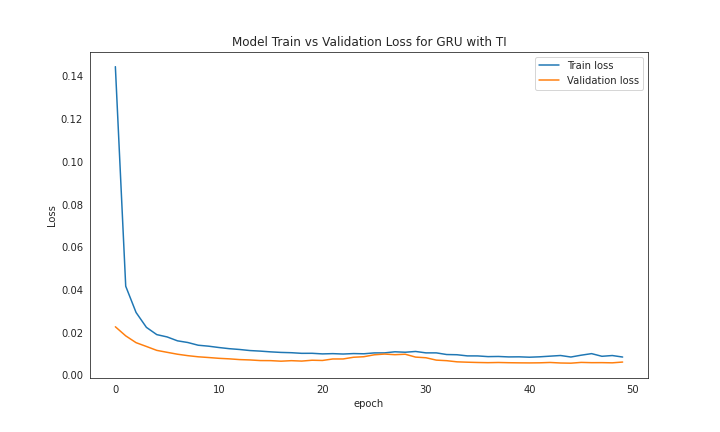 Model Train vs Validation Loss for GRU with TI
Train loss
Validation loss
0.14
0.12
0.10
0.08
0.06
0.04
0.02
0.00
Loss
0 10 20 30 40 50
epoch